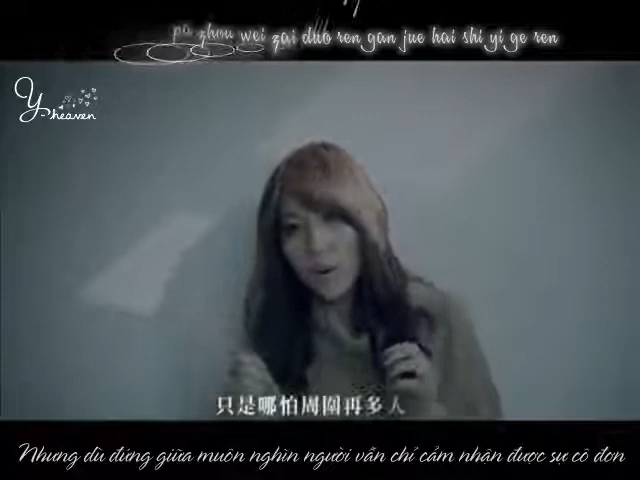 pa zhou wei zai duo ren gan jue hai shi yi ge ren
Y-heaven
只是哪怕周圍再多人
Nhưng dù đứng giữa muôn nghìn người vẫn chỉ cảm nhận được sự cô đơn